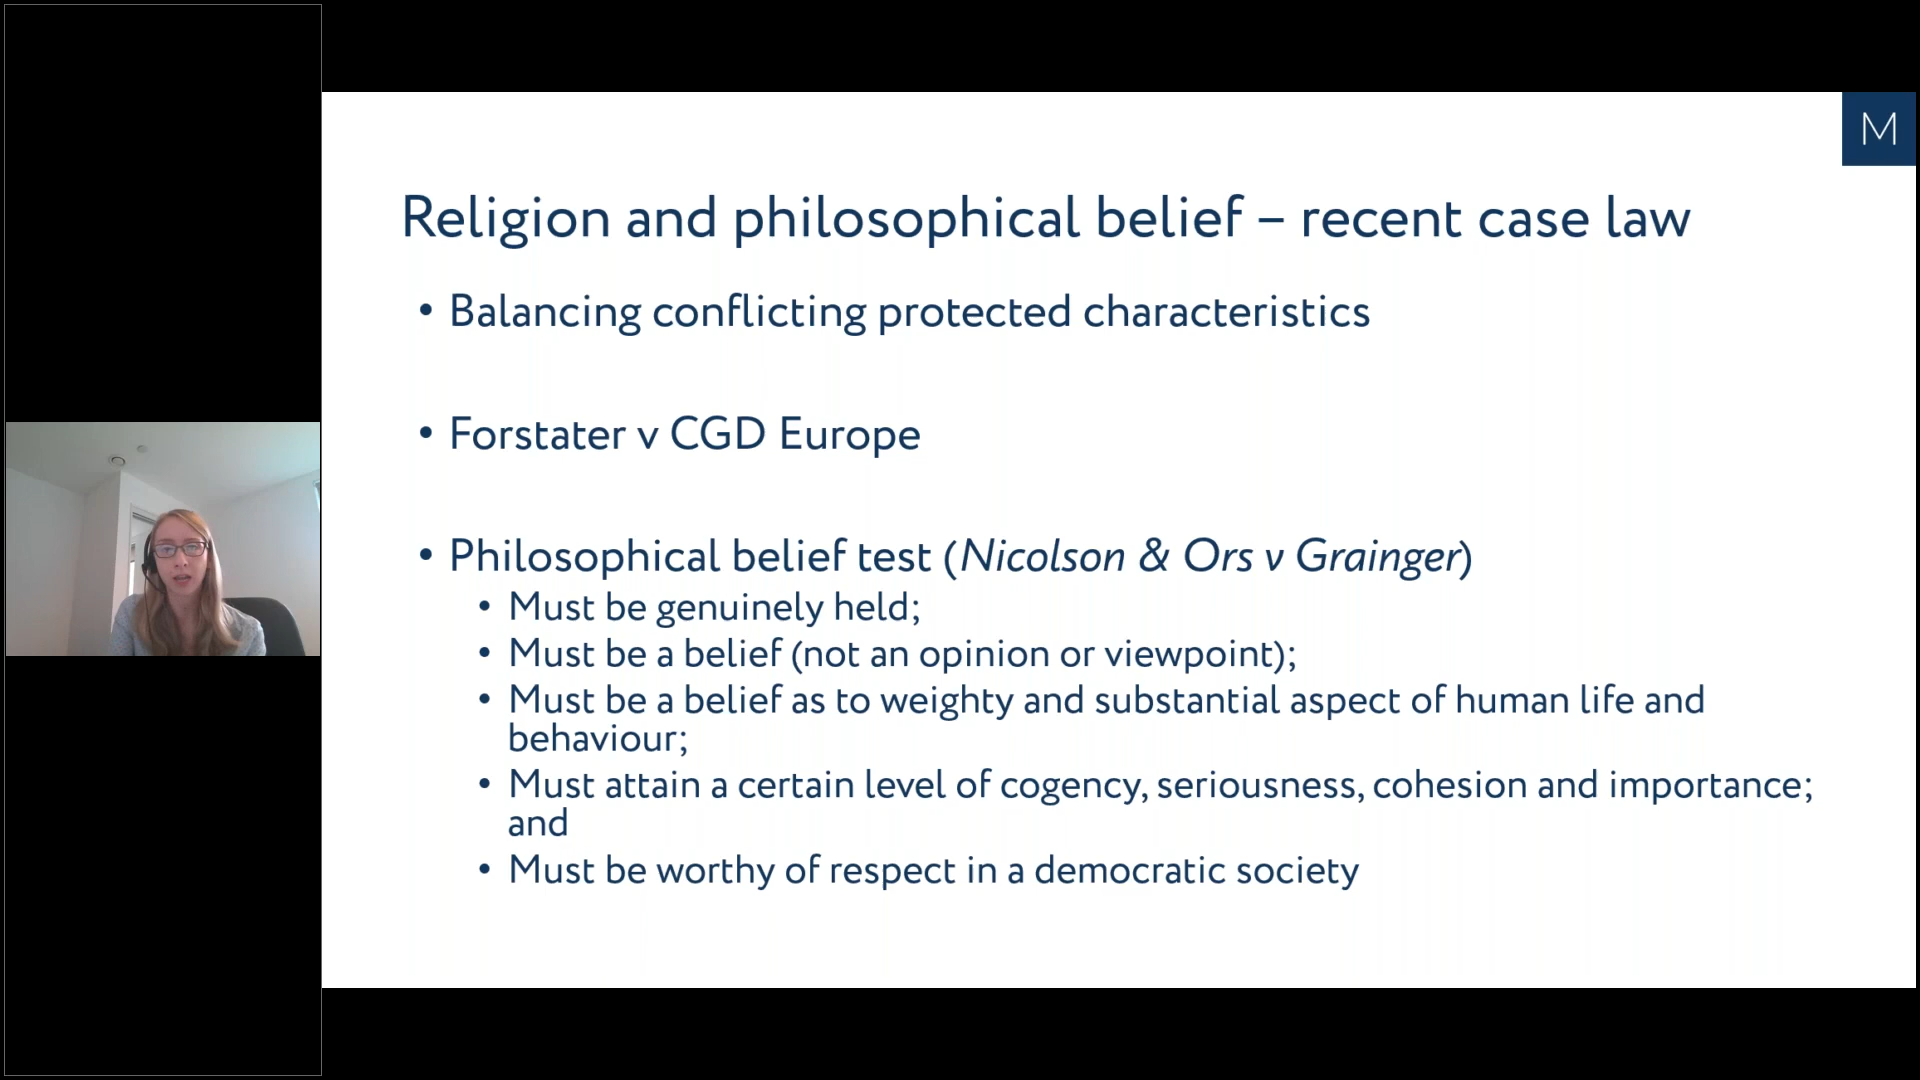 M
Religion and philosophical belief – recent case law
• Balancing conflicting protected characteristics
• Forstater v CGD Europe
• Philosophical belief test (Nicolson & Ors v Grainger)
• Must be genuinely held;
• Must be a belief (not an opinion or viewpoint);
• Must be a belief as to weighty and substantial aspect of human life and
behaviour;
• Must attain a certain level of cogency, seriousness, cohesion and importance;
and
• Must be worthy of respect in a democratic society